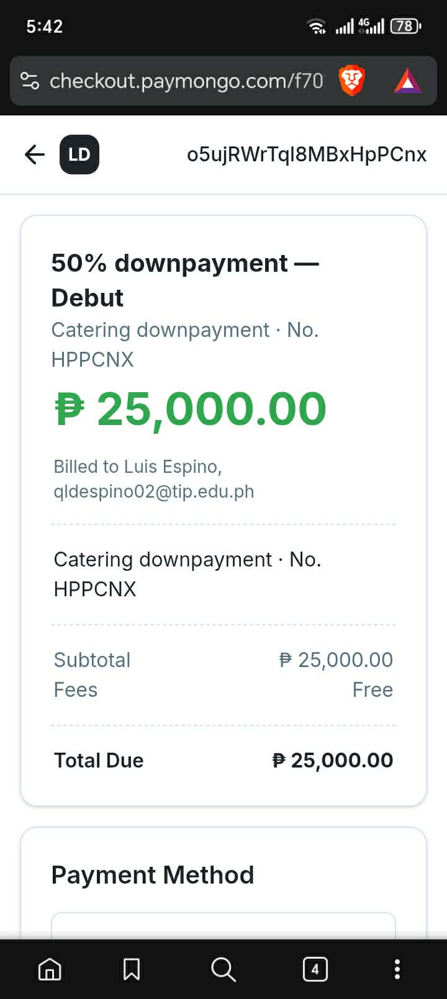 5:42
4G
78
checkout.paymongo.com/f70
LD
o5ujRWrTqI8MBxHpPCnx
50% downpayment —
Debut
Catering downpayment · No.
HPPCNX
₱ 25,000.00
Billed to Luis Espino,
qldespino02@tip.edu.ph
Catering downpayment · No.
HPPCNX
Subtotal ₱ 25,000.00
Fees Free
Total Due ₱ 25,000.00
Payment Method
4